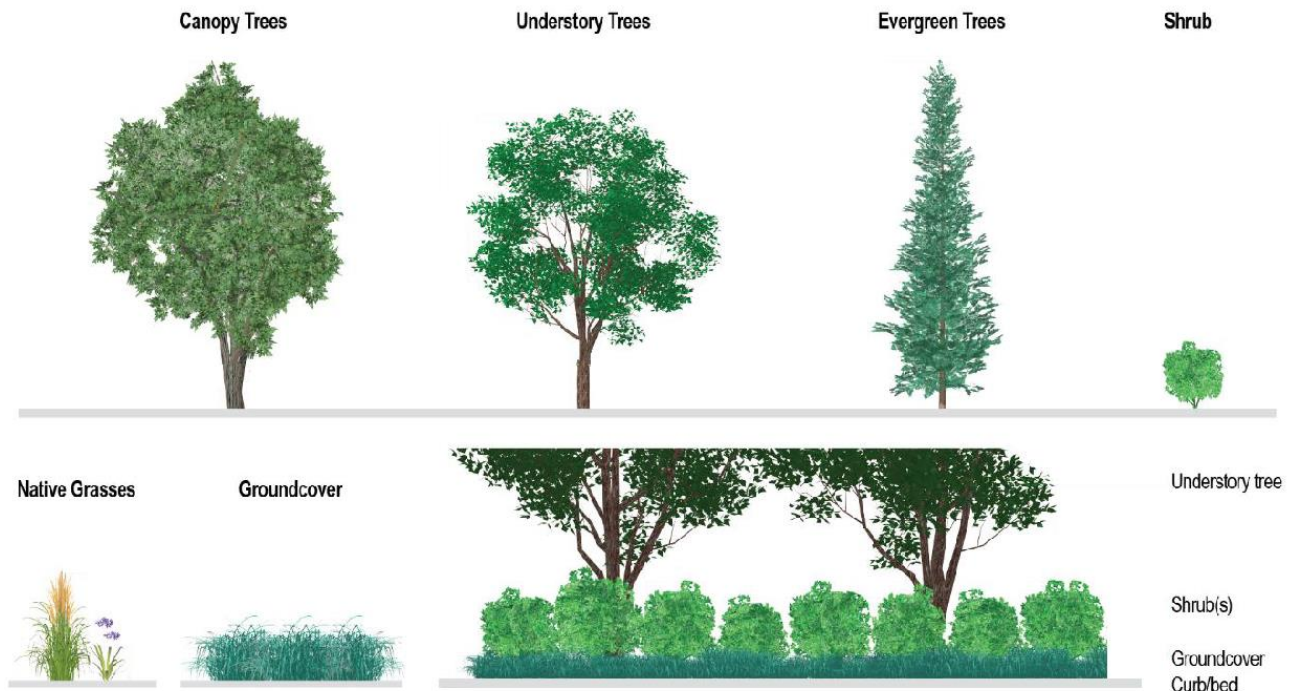 Canopy Trees
Understory Trees
Evergreen Trees
Shrub
Native Grasses
Groundcover
Understory tree
Shrub(s)
Groundcover
Curb/bed